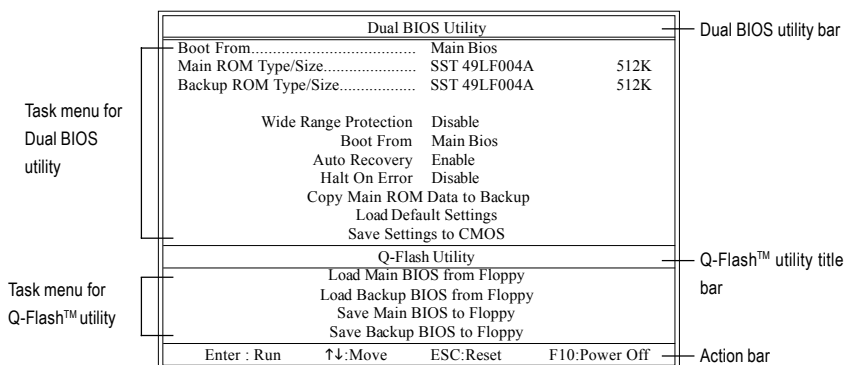 Dual BIOS Utility
Dual BIOS utility bar
Boot From.................................... Main Bios
Main ROM Type/Size..................... SST 49LF004A 512K
Backup ROM Type/Size................. SST 49LF004A 512K
Task menu for
Dual BIOS
utility
Wide Range Protection Disable
Boot From Main Bios
Auto Recovery Enable
Halt On Error Disable
Copy Main ROM Data to Backup
Load Default Settings
Save Settings to CMOS
Q-Flash Utility
Q-Flash™ utility title
bar
Task menu for
Q-Flash™ utility
Load Main BIOS from Floppy
Load Backup BIOS from Floppy
Save Main BIOS to Floppy
Save Backup BIOS to Floppy
Enter : Run ↑↓:Move ESC:Reset F10:Power Off
Action bar